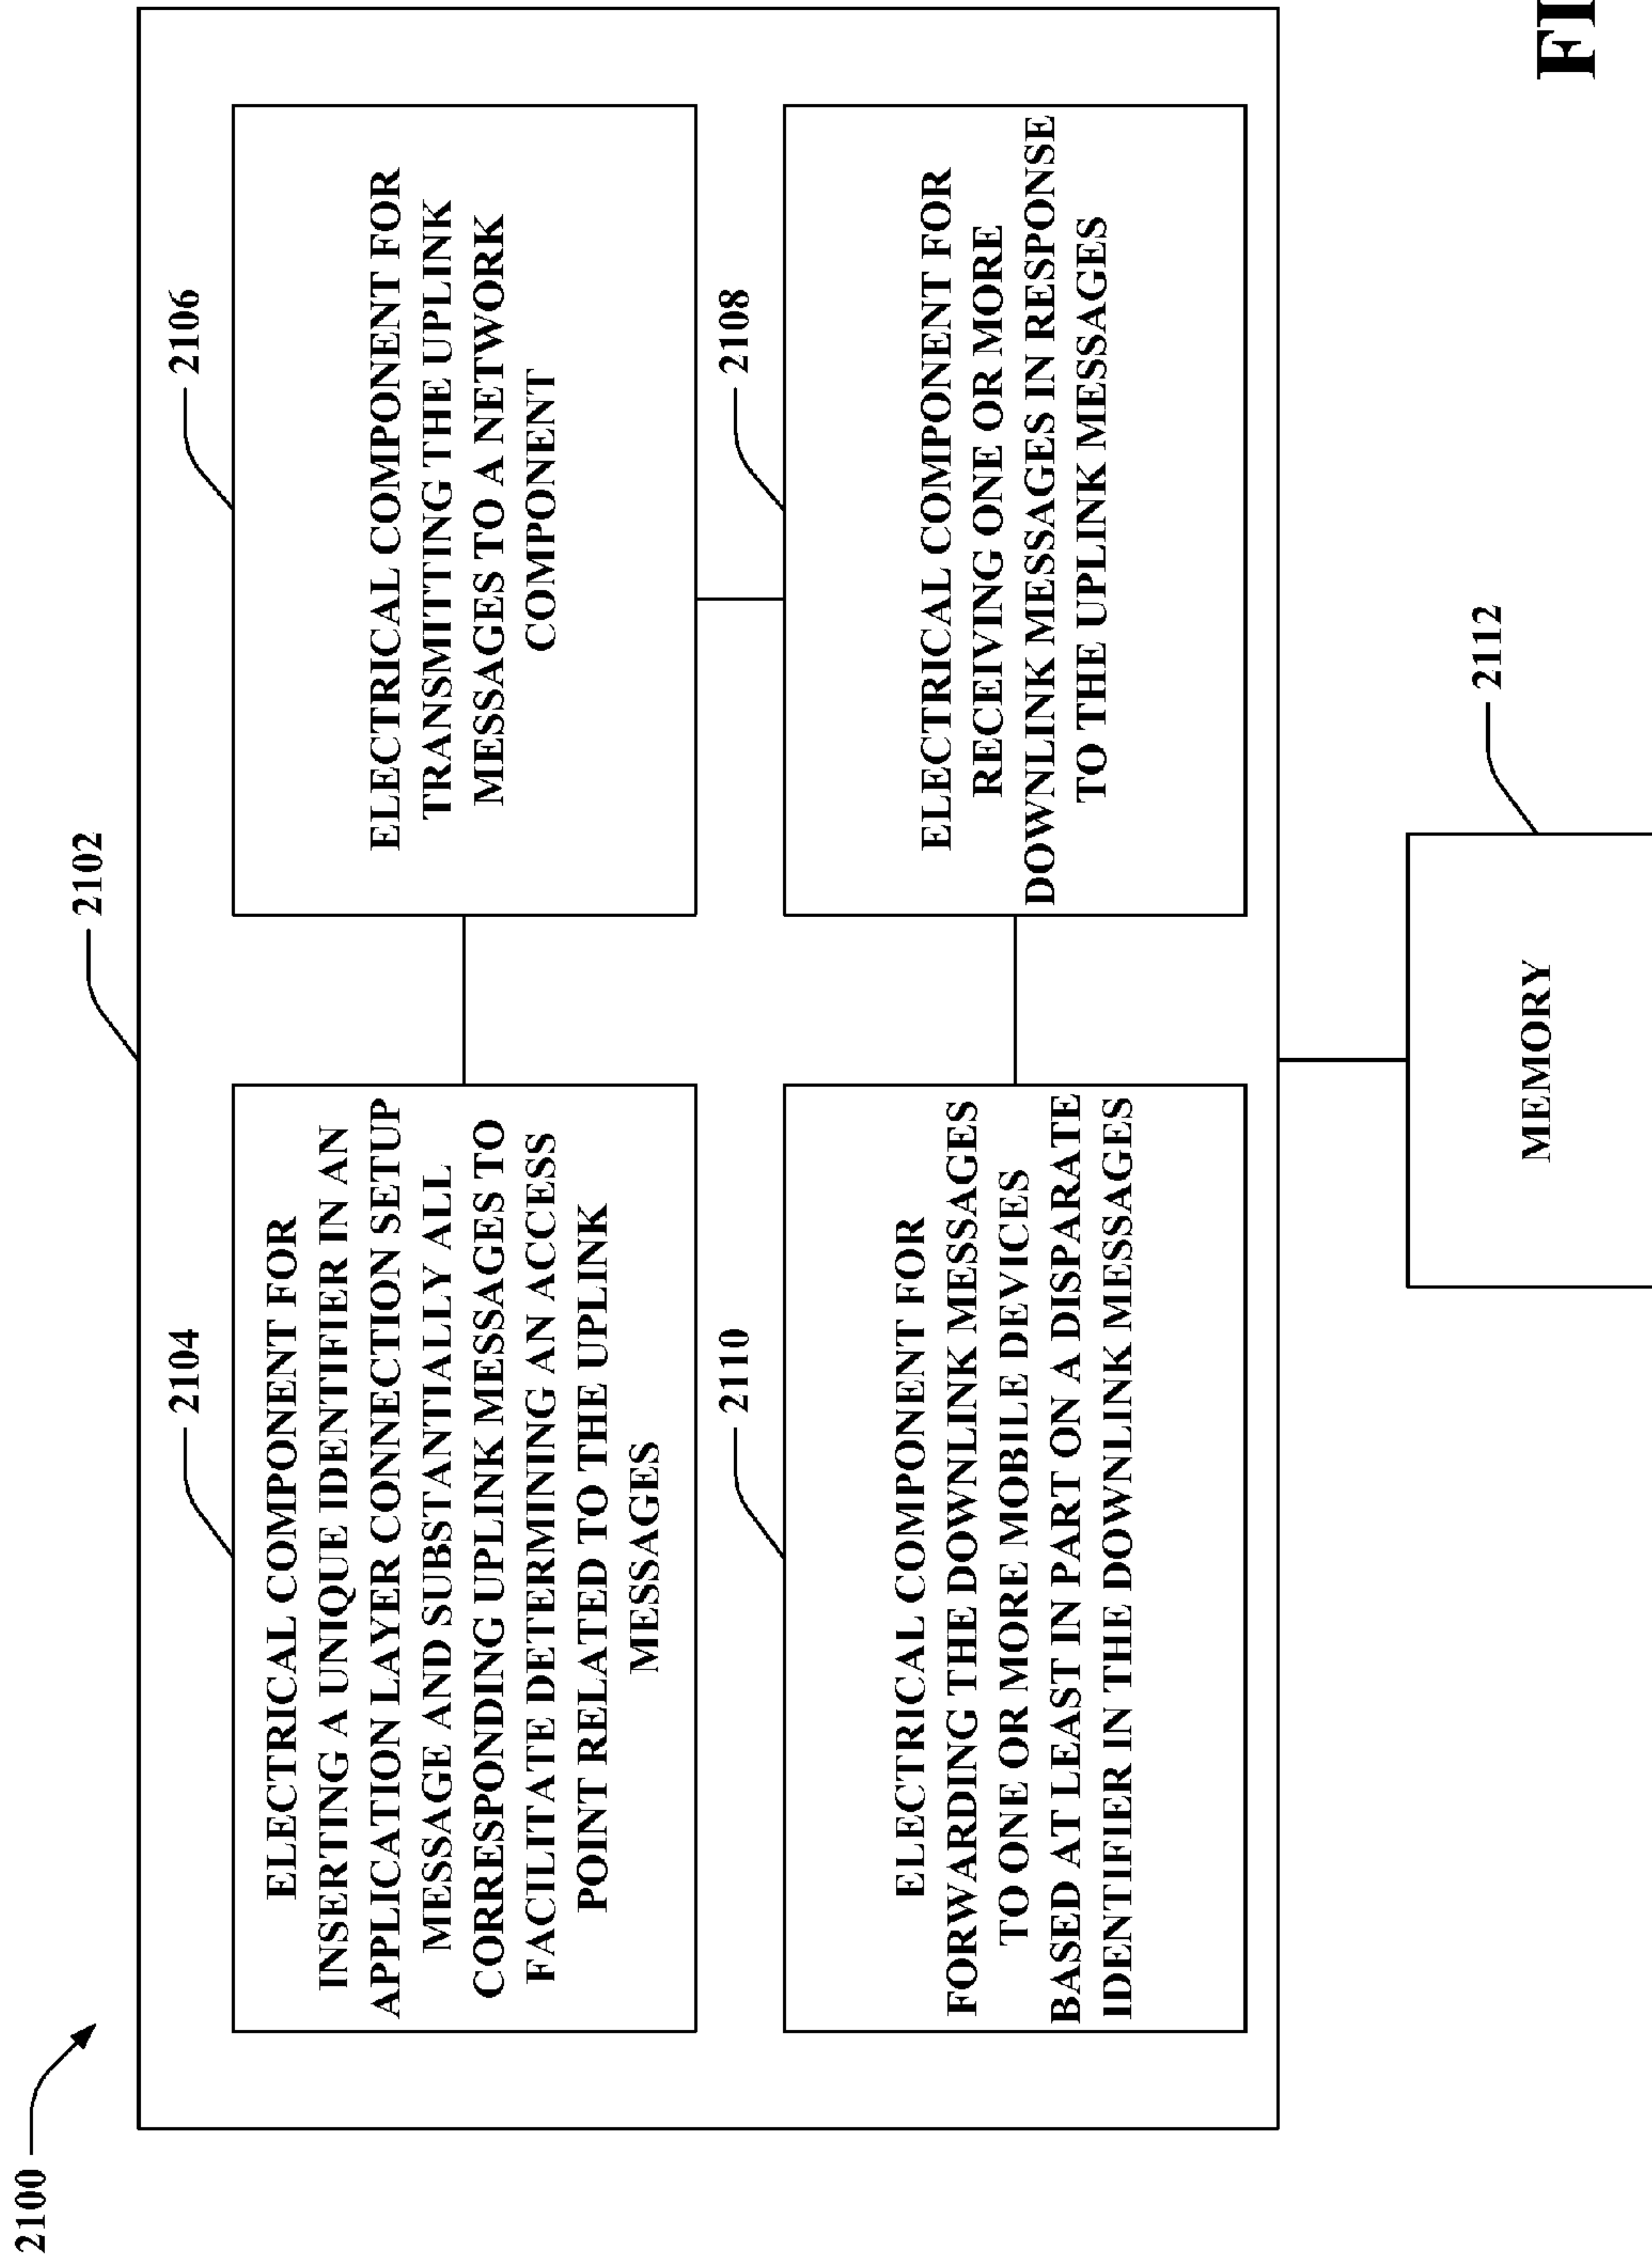 2100
2102
2104
ELECTRICAL COMPONENT FOR
INSERTING A UNIQUE IDENTIFIER IN AN
APPLICATION LAYER CONNECTION SETUP
MESSAGE AND SUBSTANTIALLY ALL
CORRESPONDING UPLINK MESSAGES TO
FACILITATE DETERMINING AN ACCESS
POINT RELATED TO THE UPLINK
MESSAGES
2106
ELECTRICAL COMPONENT FOR
TRANSMITTING THE UPLINK
MESSAGES TO A NETWORK
COMPONENT
2110
ELECTRICAL COMPONENT FOR
FORWARDING THE DOWNLINK MESSAGES
TO ONE OR MORE MOBILE DEVICES
BASED AT LEAST IN PART ON A DISPARATE
IDENTIFIER IN THE DOWNLINK MESSAGES
2108
ELECTRICAL COMPONENT FOR
RECEIVING ONE OR MORE
DOWNLINK MESSAGES IN RESPONSE
TO THE UPLINK MESSAGES
2112
MEMORY
FI